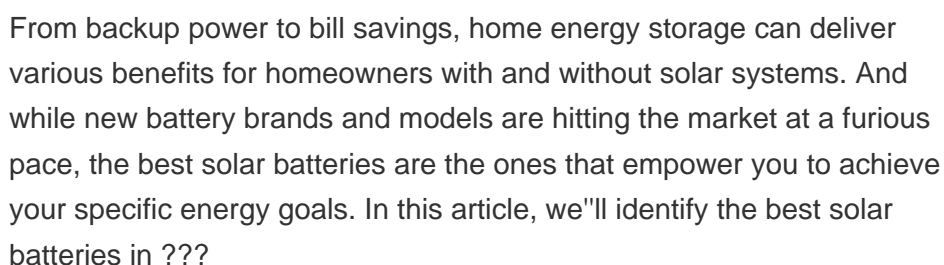 From backup power to bill savings, home energy storage can deliver
various benefits for homeowners with and without solar systems. And
while new battery brands and models are hitting the market at a furious
pace, the best solar batteries are the ones that empower you to achieve
your specific energy goals. In this article, we"ll identify the best solar
batteries in ???